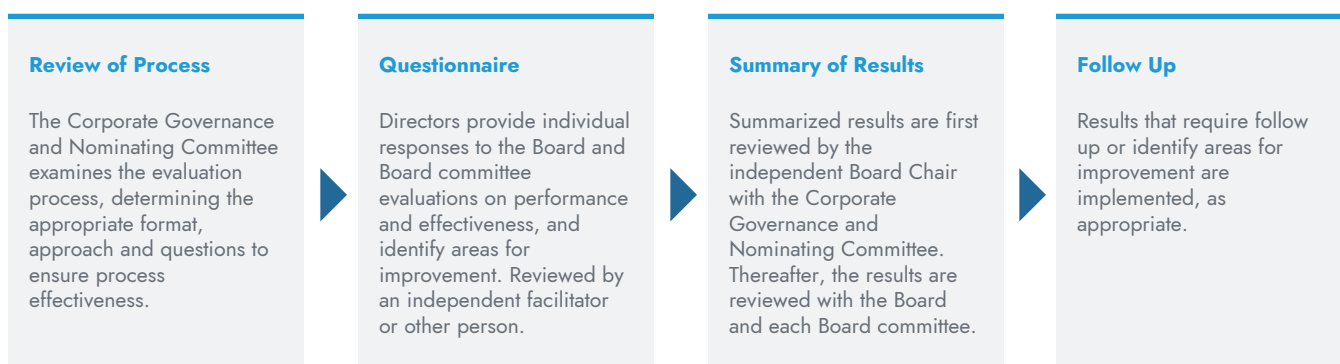 Review of Process
The Corporate Governance
and Nominating Committee
examines the evaluation
process, determining the
appropriate format,
approach and questions to
ensure process
effectiveness.
Questionnaire
Directors provide individual
responses to the Board and
Board committee
evaluations on performance
and effectiveness, and
identify areas for
improvement. Reviewed by
an independent facilitator
or other person.
Summary of Results
Summarized results are first
reviewed by the
independent Board Chair
with the Corporate
Governance and
Nominating Committee.
Thereafter, the results are
reviewed with the Board
and each Board committee.
Follow Up
Results that require follow
up or identify areas for
improvement are
implemented, as
appropriate.